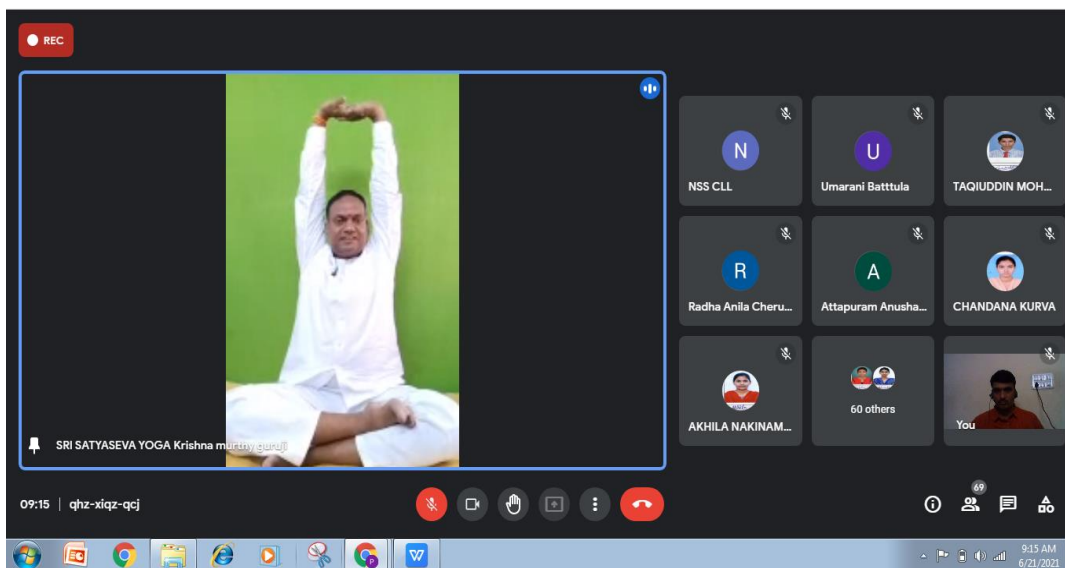 REC
N
NSS CLL
U
Umarani Batttula
TAQIUDDIN MOH...
R
Radha Anila Cheru...
A
Attapuram Anusha...
CHANDANA KURVA
AKHILA NAKINAM...
60 others
You
SRI SATYASEVA YOGA Krishna murthy guruji
09:15 | qhz-xiqz-qcj
69
9:15 AM
6/21/2021